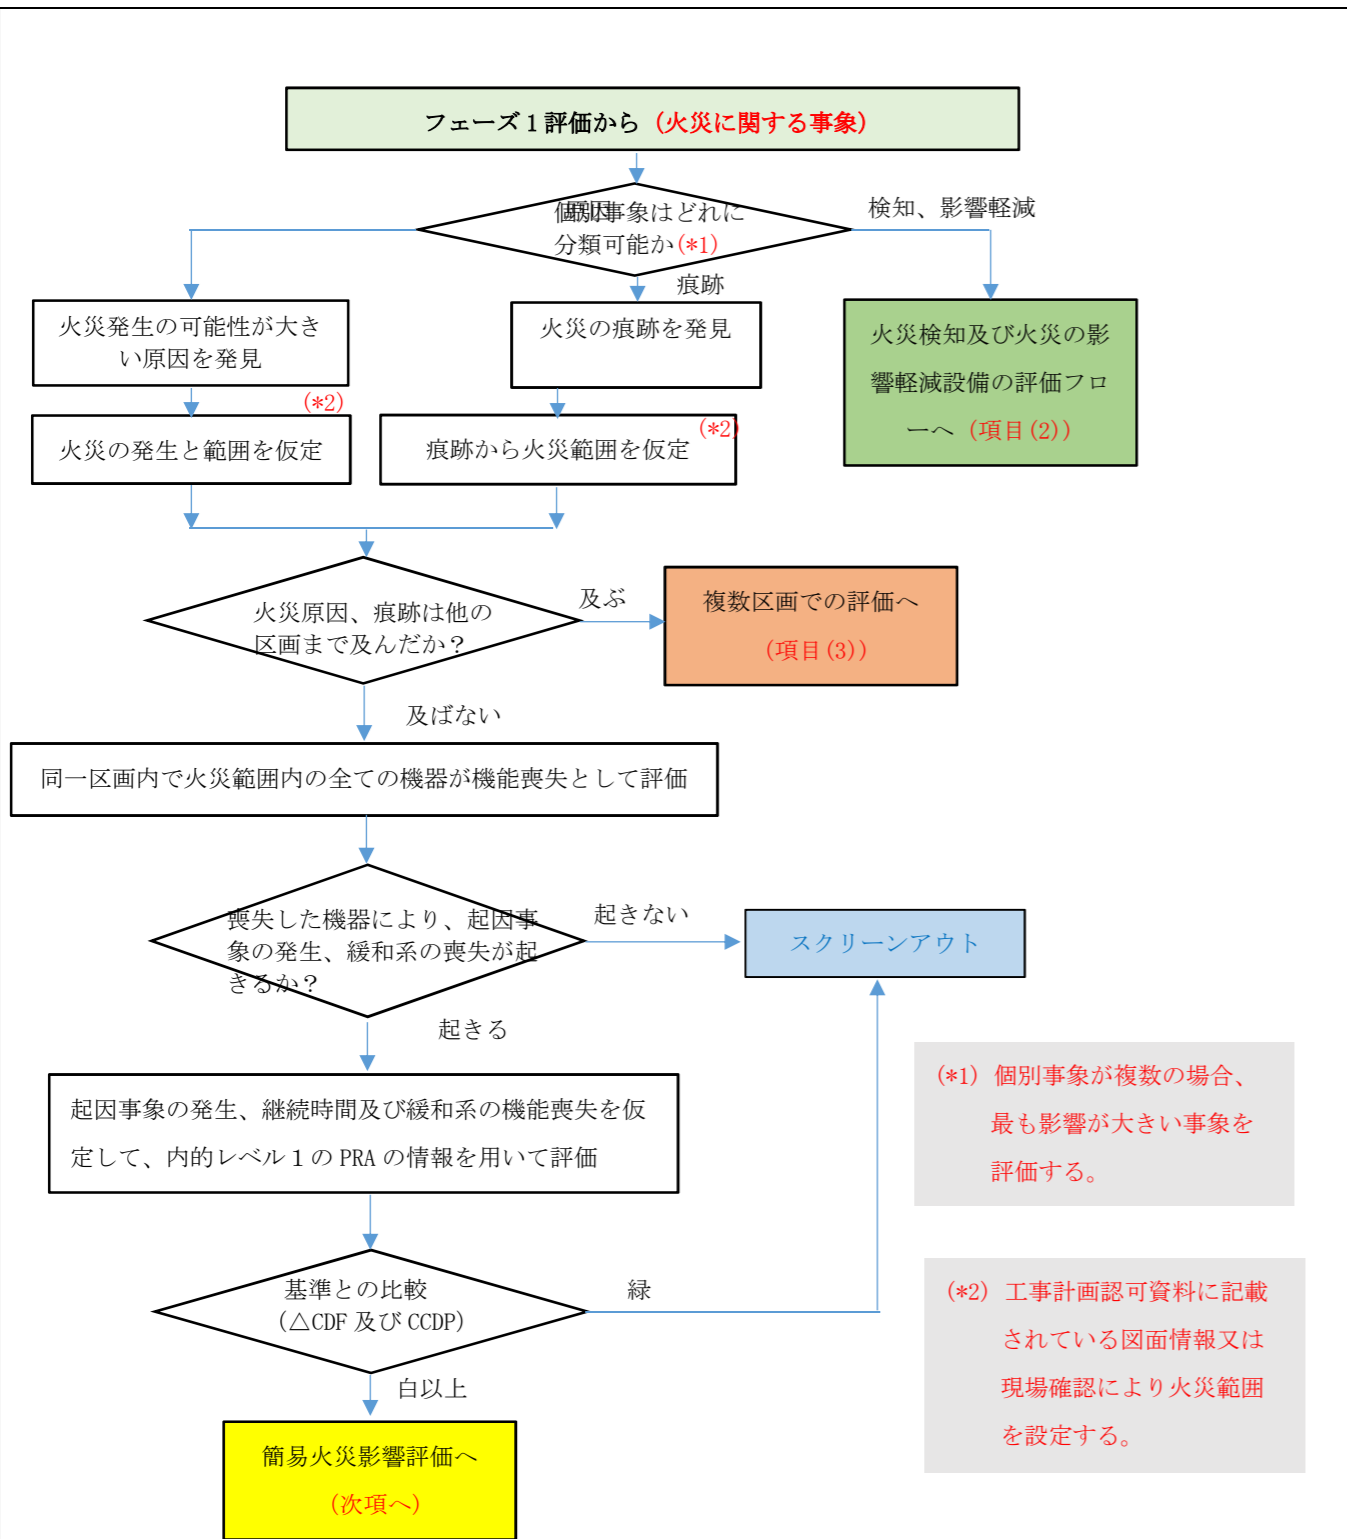 フェーズ1評価から（火災に関する事象）
個別事象はどれに
分類可能か(*1)
原因
検知、影響軽減
痕跡
火災発生の可能性が大き
い原因を発見
火災の痕跡を発見
火災検知及び火災の影
響軽減設備の評価フロ
ーへ（項目(2)）
(*2)
火災の発生と範囲を仮定
(*2)
痕跡から火災範囲を仮定
火災原因、痕跡は他の
区画まで及んだか？
及ぶ
複数区画での評価へ
（項目(3)）
及ばない
同一区画内で火災範囲内の全ての機器が機能喪失として評価
喪失した機器により、起因事
象の発生、緩和系の喪失が起
きるか？
起きない
スクリーンアウト
起きる
起因事象の発生、継続時間及び緩和系の機能喪失を仮
定して、内的レベル１の PRA の情報を用いて評価
(*1) 個別事象が複数の場合、
最も影響が大きい事象を
評価する。
基準との比較
（△CDF 及び CCDP）
緑
(*2) 工事計画認可資料に記載
されている図面情報又は
現場確認により火災範囲
を設定する。
白以上
簡易火災影響評価へ
（次項へ）